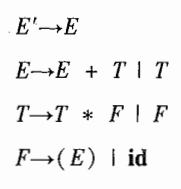 E'→E
E→E + T | T
T→T * F | F
F→(E) | id